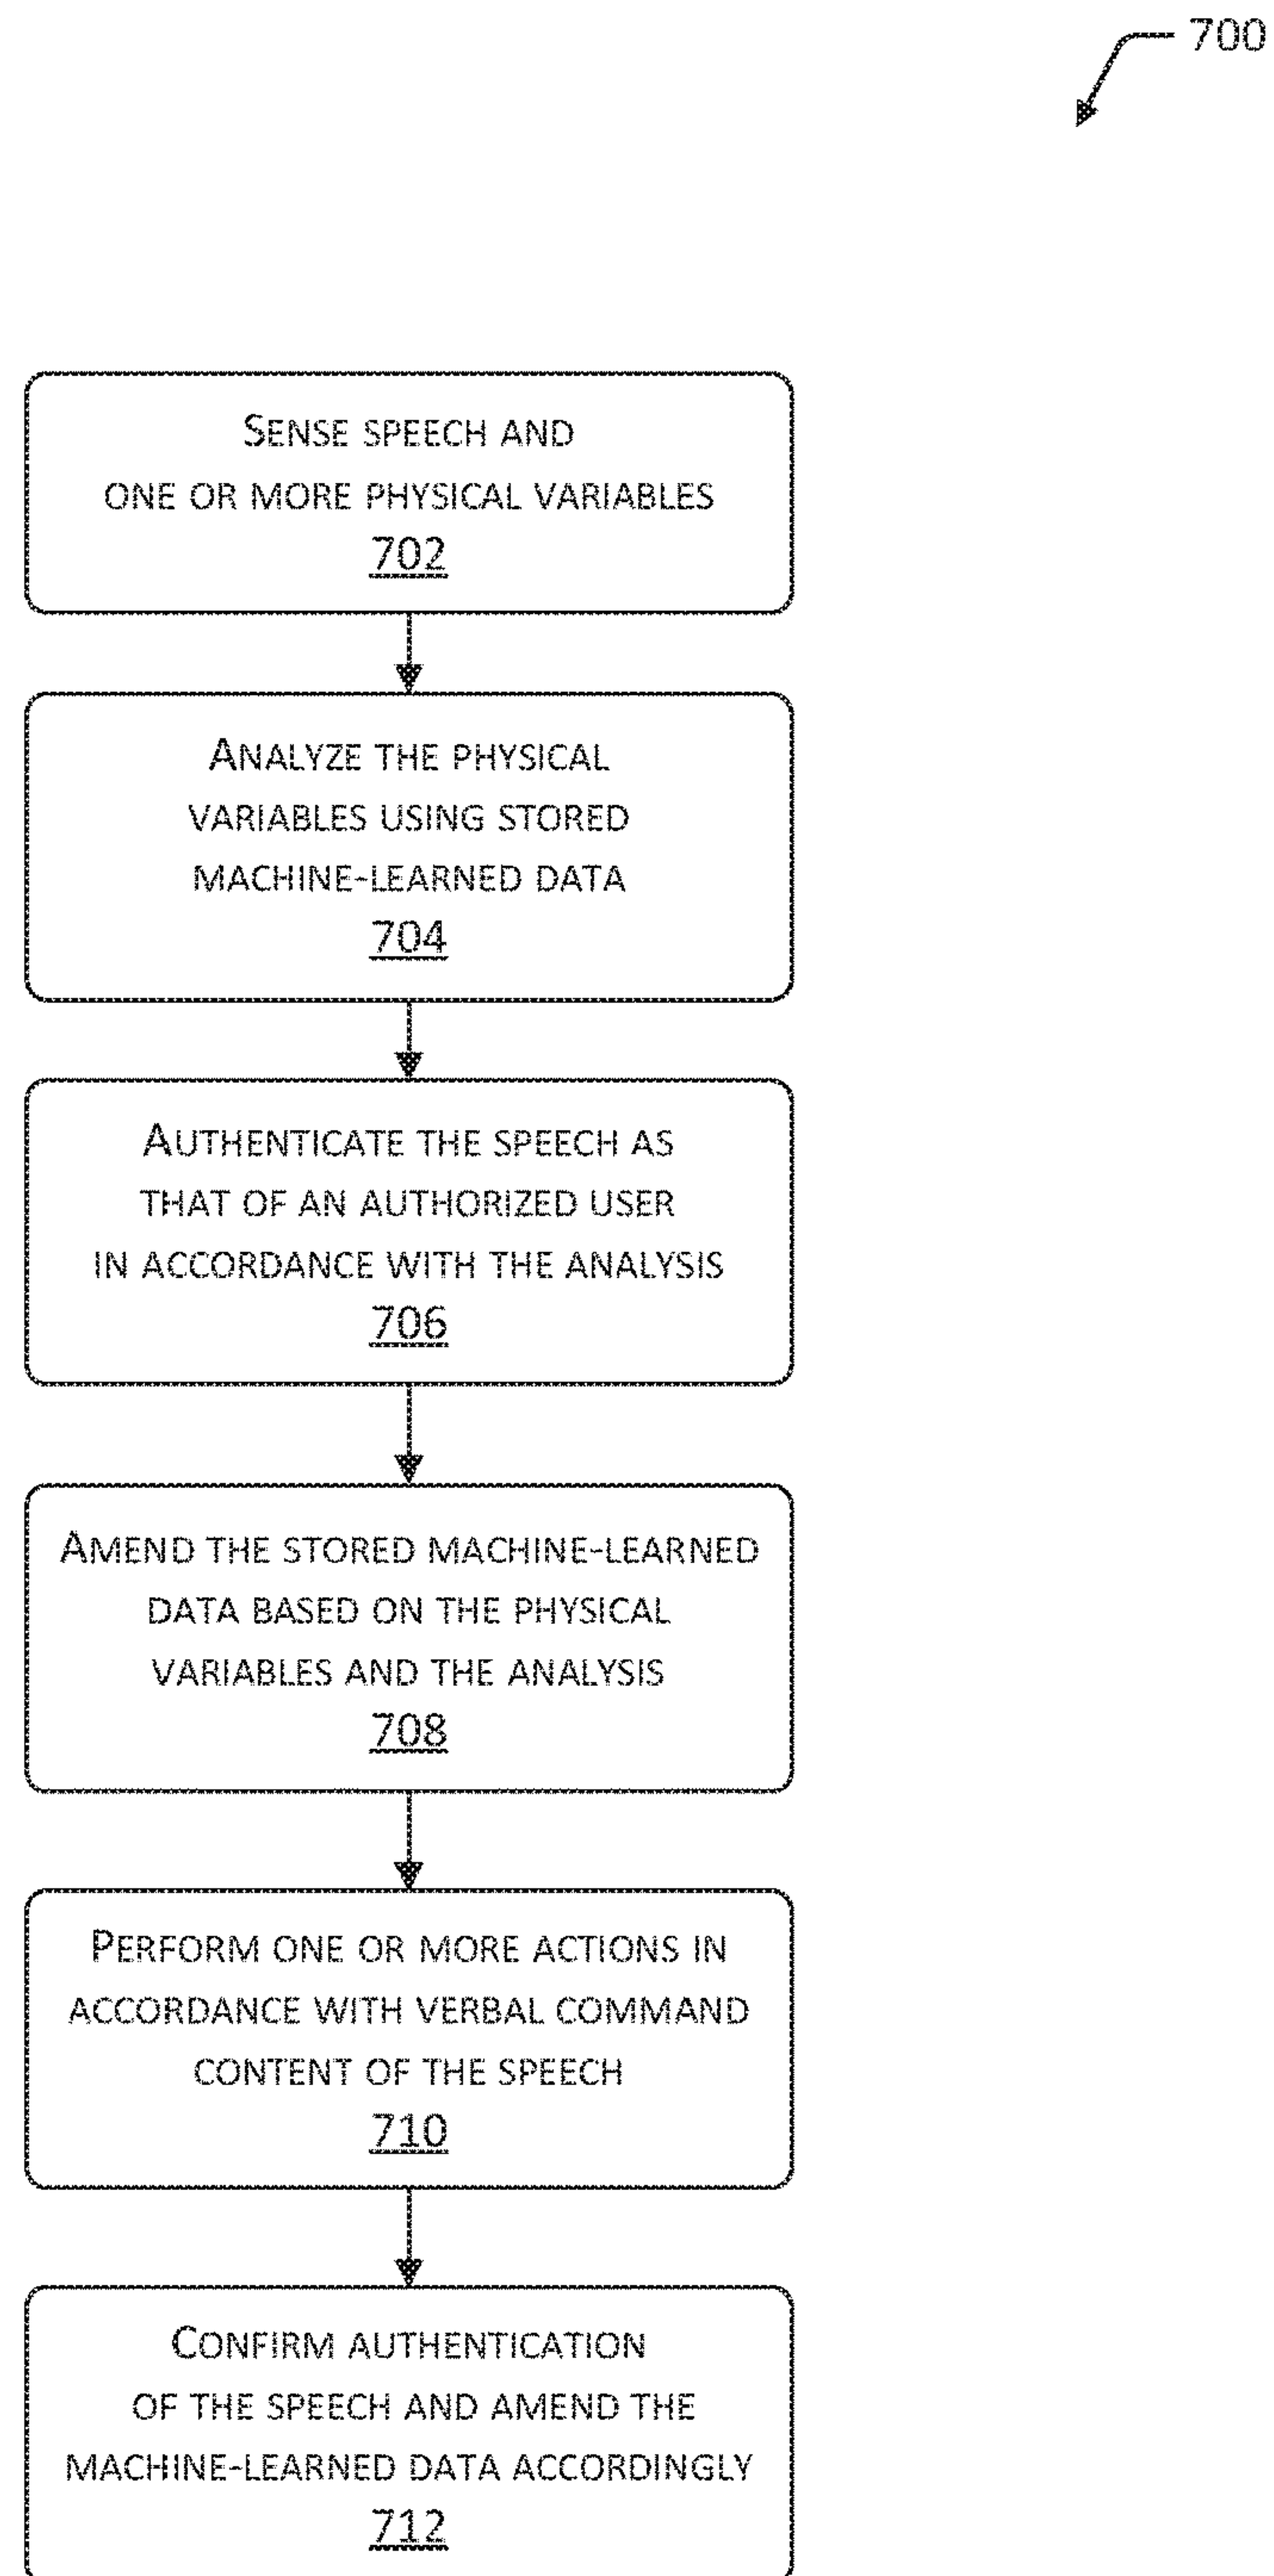 700
SENSE SPEECH AND
ONE OR MORE PHYSICAL VARIABLES
702
ANALYZE THE PHYSICAL
VARIABLES USING STORED
MACHINE-LEARNED DATA
704
AUTHENTICATE THE SPEECH AS
THAT OF AN AUTHORIZED USER
IN ACCORDANCE WITH THE ANALYSIS
706
AMEND THE STORED MACHINE-LEARNED
DATA BASED ON THE PHYSICAL
VARIABLES AND THE ANALYSIS
708
PERFORM ONE OR MORE ACTIONS IN
ACCORDANCE WITH VERBAL COMMAND
CONTENT OF THE SPEECH
710
CONFIRM AUTHENTICATION
OF THE SPEECH AND AMEND THE
MACHINE-LEARNED DATA ACCORDINGLY
712